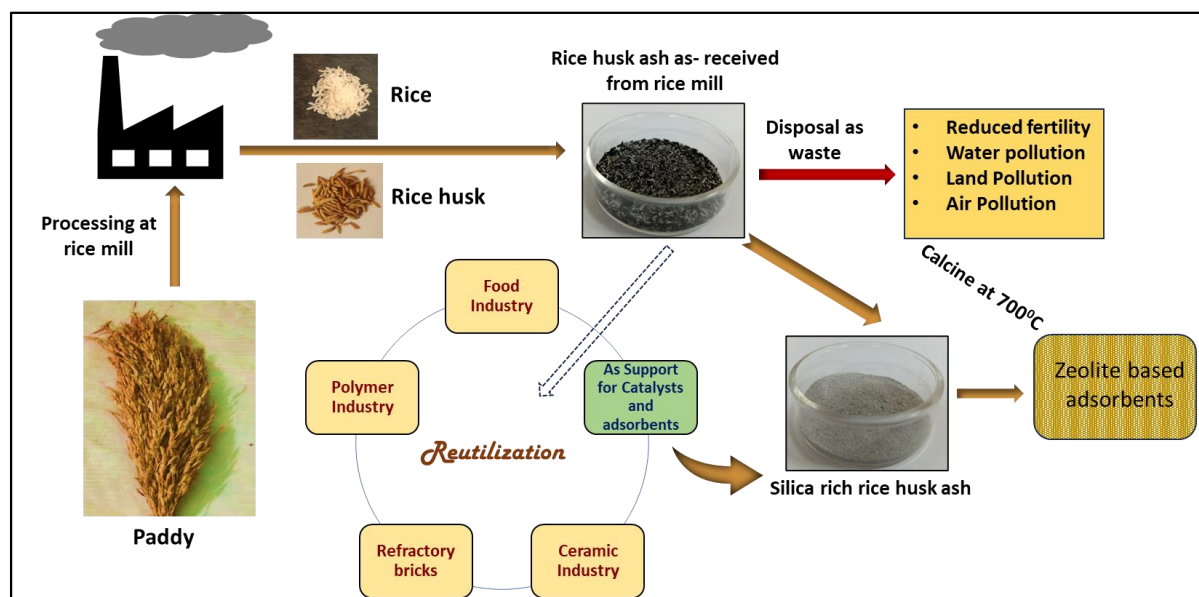 Rice husk ash as- received
from rice mill
Rice
Disposal as
waste
• Reduced fertility
• Water pollution
• Land Pollution
• Air Pollution
Rice husk
Processing at
rice mill
Calcine at 700⁰C
Food
Industry
Polymer
Industry
As Support
for Catalysts
and
adsorbents
Zeolite based
adsorbents
Reutilization
Silica rich rice husk ash
Paddy
Refractory
bricks
Ceramic
Industry